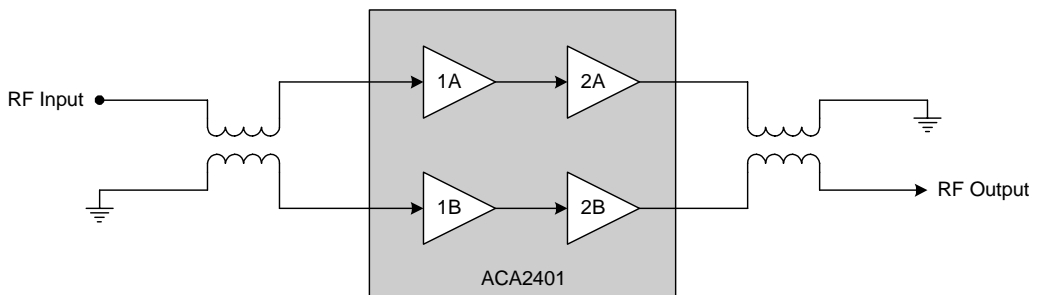 RF Input
1A
2A
1B
2B
RF Output
ACA2401